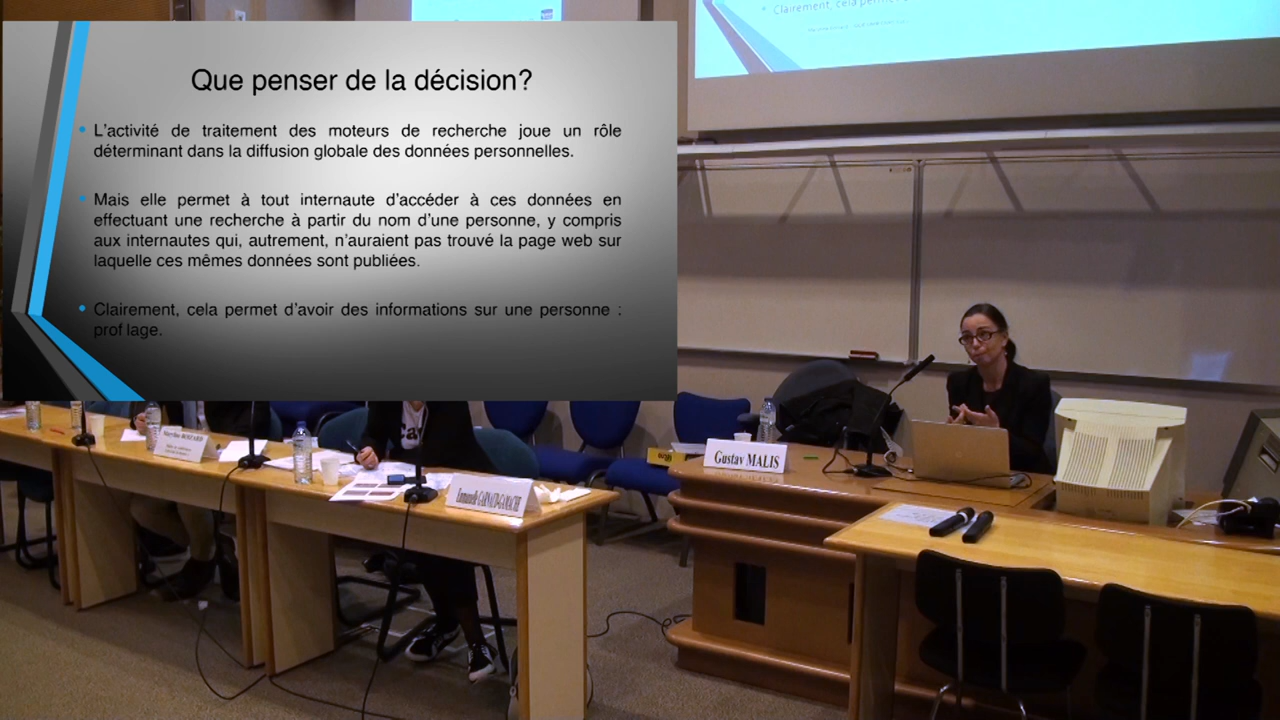 Clairement, cela
Que penser de la décision?
L'activité de traitement des moteurs de recherche joue un rôle
déterminant dans la diffusion globale des données personnelles.
Mais elle permet à tout internaute d'accéder à ces données en
effectuant une recherche à partir du nom d'une personne, y compris
aux internautes qui, autrement, n'auraient pas trouvé la page web sur
laquelle ces mêmes données sont publiées.
Clairement, cela permet d'avoir des informations sur une personne :
prof lage.
Gustav MALIS
Emmanuelle